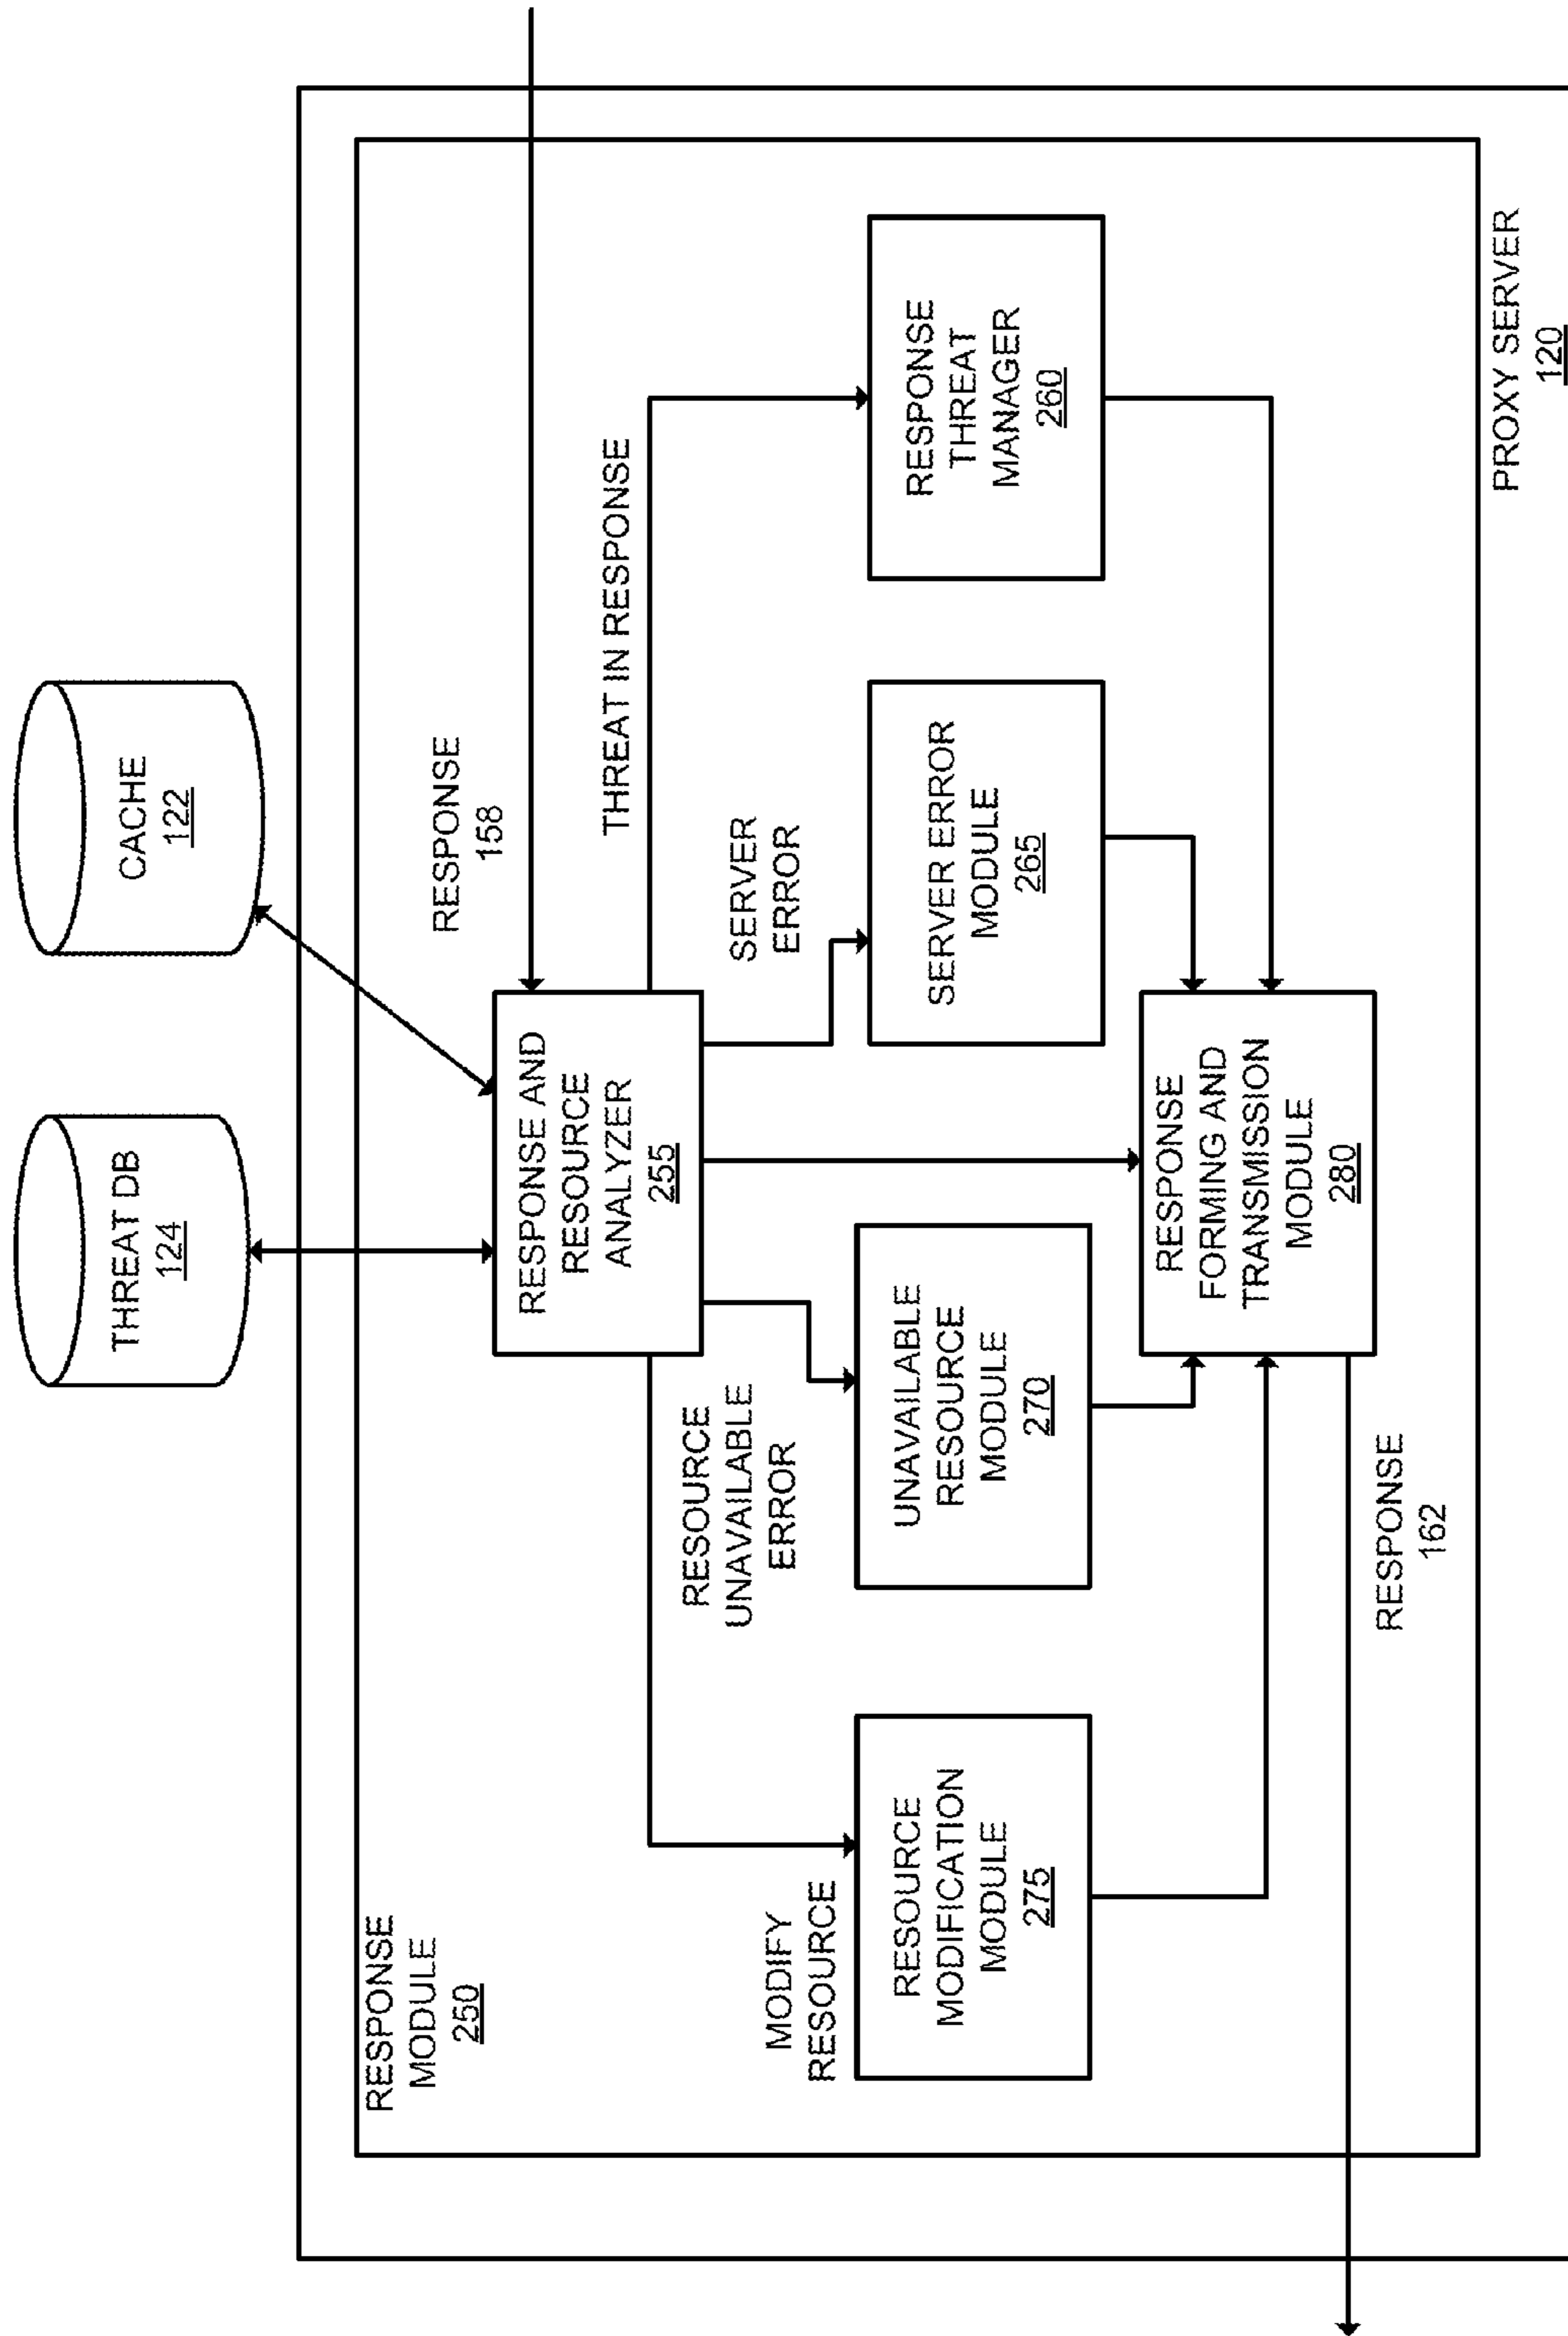 THREAT DB
124
CACHE
122
RESPONSE
MODULE
250
RESPONSE
158
RESPONSE AND
RESOURCE
ANALYZER
255
THREAT IN RESPONSE
MODIFY
RESOURCE
RESOURCE
UNAVAILABLE
ERROR
SERVER
ERROR
RESOURCE
MODIFICATION
MODULE
275
UNAVAILABLE
RESOURCE
MODULE
270
SERVER ERROR
MODULE
265
RESPONSE
THREAT
MANAGER
260
RESPONSE
FORMING AND
TRANSMISSION
MODULE
280
RESPONSE
162
PROXY SERVER
120